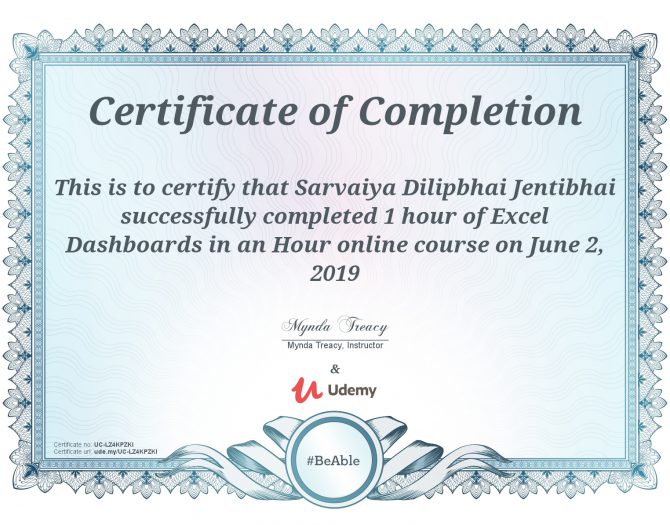 Certificate of Completion
This is to certify that Sarvaiya Dilipbhai Jentibhai
successfully completed 1 hour of Excel
Dashboards in an Hour online course on June 2,
2019
Mynda Treacy
Mynda Treacy, Instructor
&
Udemy
Certificate no: UC-LZ4KPZKI
Certificate url: ude.my/UC-LZ4KPZKI
#BeAble